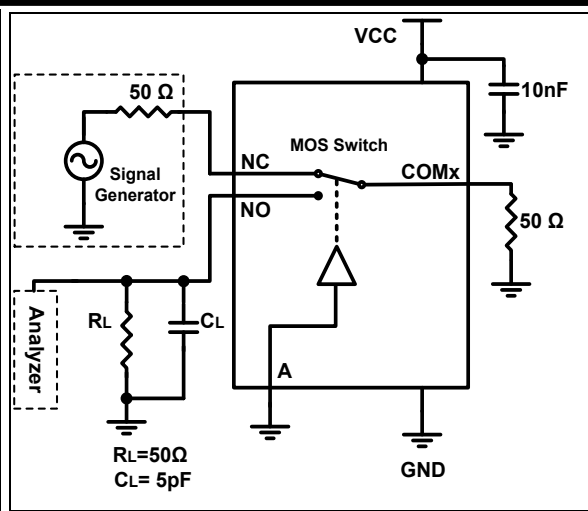 VCC
50 Ω
10nF
MOS Switch
NC
COMx
Signal
Generator
NO
50 Ω
Analyzer
RL
CL
A
RL=50Ω
CL= 5pF
GND